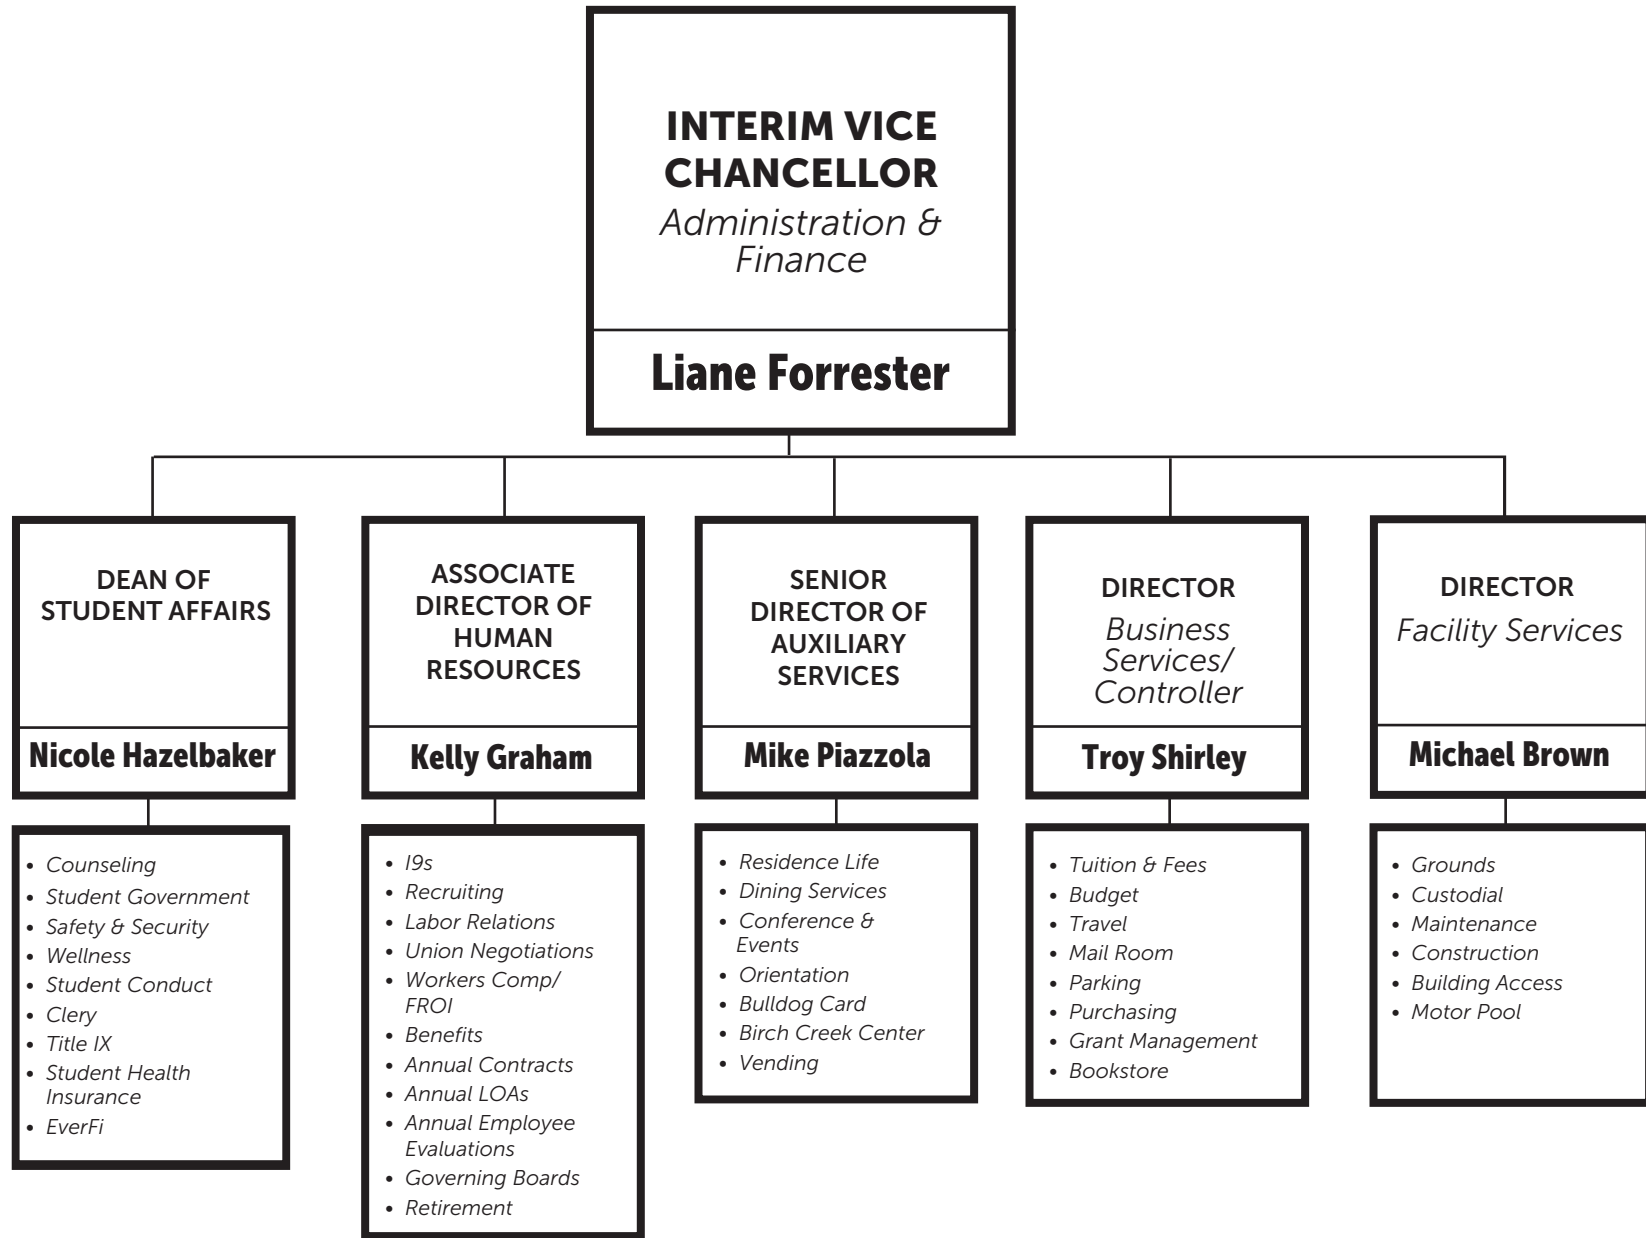 INTERIM VICE
CHANCELLOR
Administration &
Finance
Liane Forrester
DEAN OF
STUDENT AFFAIRS
Nicole Hazelbaker
• Counseling
• Student Government
• Safety & Security
• Wellness
• Student Conduct
• Clery
• Title IX
• Student Health
Insurance
• EverFi
ASSOCIATE
DIRECTOR OF
HUMAN
RESOURCES
Kelly Graham
• I9s
• Recruiting
• Labor Relations
• Union Negotiations
• Workers Comp/
FROI
• Benefits
• Annual Contracts
• Annual LOAs
• Annual Employee
Evaluations
• Governing Boards
• Retirement
SENIOR
DIRECTOR OF
AUXILIARY
SERVICES
Mike Piazzola
• Residence Life
• Dining Services
• Conference &
Events
• Orientation
• Bulldog Card
• Birch Creek Center
• Vending
DIRECTOR
Business
Services/
Controller
Troy Shirley
• Tuition & Fees
• Budget
• Travel
• Mail Room
• Parking
• Purchasing
• Grant Management
• Bookstore
DIRECTOR
Facility Services
Michael Brown
• Grounds
• Custodial
• Maintenance
• Construction
• Building Access
• Motor Pool